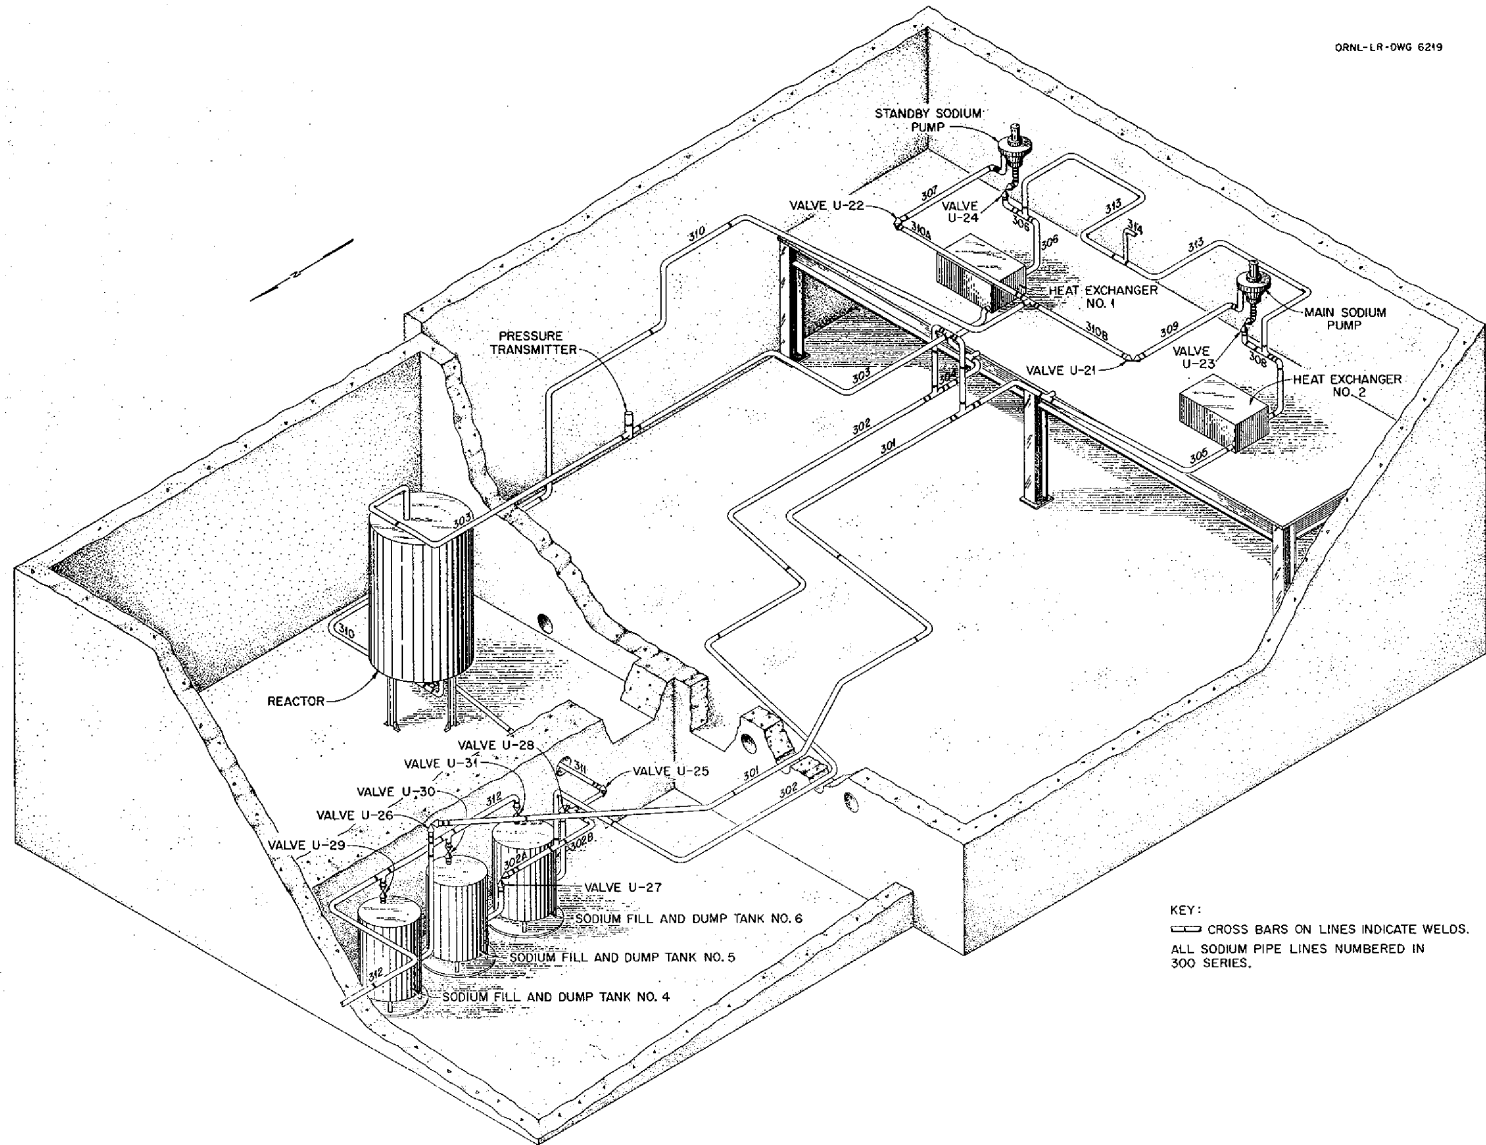 ORNL-LR-DWG 6219
STANDBY SODIUM
PUMP
307
VALVE U-22
VALVE
U-24
306
313
314
313
310
310A
306
HEAT EXCHANGER
NO. 1
MAIN SODIUM
PUMP
PRESSURE
TRANSMITTER
310B
309
VALVE
U-23
308
303
304
VALVE U-21
HEAT EXCHANGER
NO. 2
302
301
305
303
310
REACTOR
VALVE U-28
VALVE U-31
311
VALVE U-25
301
302
VALVE U-30
312
VALVE U-26
VALVE U-29
302A
302B
VALVE U-27
SODIUM FILL AND DUMP TANK NO. 6
SODIUM FILL AND DUMP TANK NO. 5
312
SODIUM FILL AND DUMP TANK NO. 4
KEY:
CROSS BARS ON LINES INDICATE WELDS.
ALL SODIUM PIPE LINES NUMBERED IN
300 SERIES.